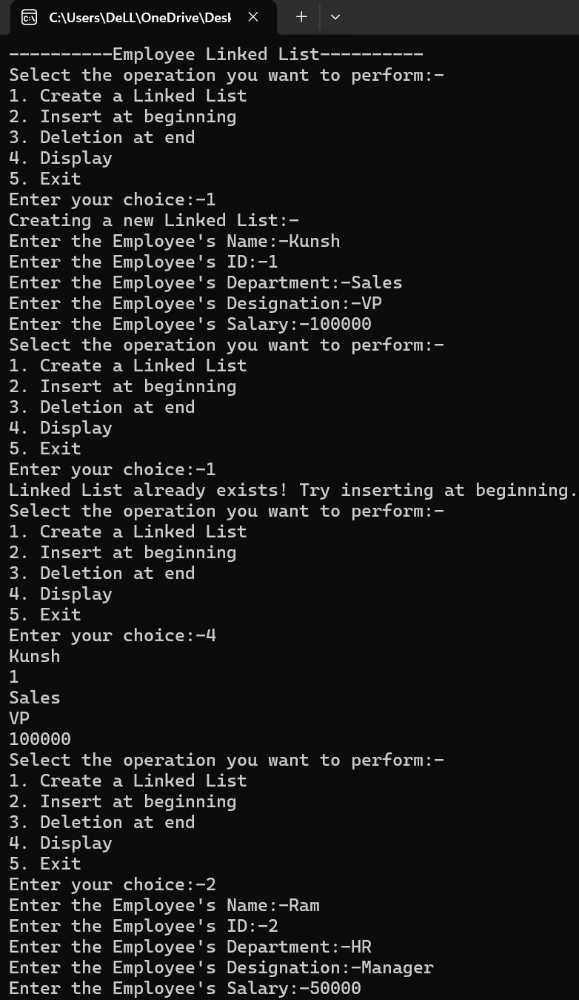 C:\Users\DeLL\OneDrive\Desk
----------Employee Linked List----------
Select the operation you want to perform:-
1. Create a Linked List
2. Insert at beginning
3. Deletion at end
4. Display
5. Exit
Enter your choice:-1
Creating a new Linked List:-
Enter the Employee's Name:-Kunsh
Enter the Employee's ID:-1
Enter the Employee's Department:-Sales
Enter the Employee's Designation:-VP
Enter the Employee's Salary:-100000
Select the operation you want to perform:-
1. Create a Linked List
2. Insert at beginning
3. Deletion at end
4. Display
5. Exit
Enter your choice:-1
Linked List already exists! Try inserting at beginning.
Select the operation you want to perform:-
1. Create a Linked List
2. Insert at beginning
3. Deletion at end
4. Display
5. Exit
Enter your choice:-4
Kunsh
1
Sales
VP
100000
Select the operation you want to perform:-
1. Create a Linked List
2. Insert at beginning
3. Deletion at end
4. Display
5. Exit
Enter your choice:-2
Enter the Employee's Name:-Ram
Enter the Employee's ID:-2
Enter the Employee's Department:-HR
Enter the Employee's Designation:-Manager
Enter the Employee's Salary:-50000